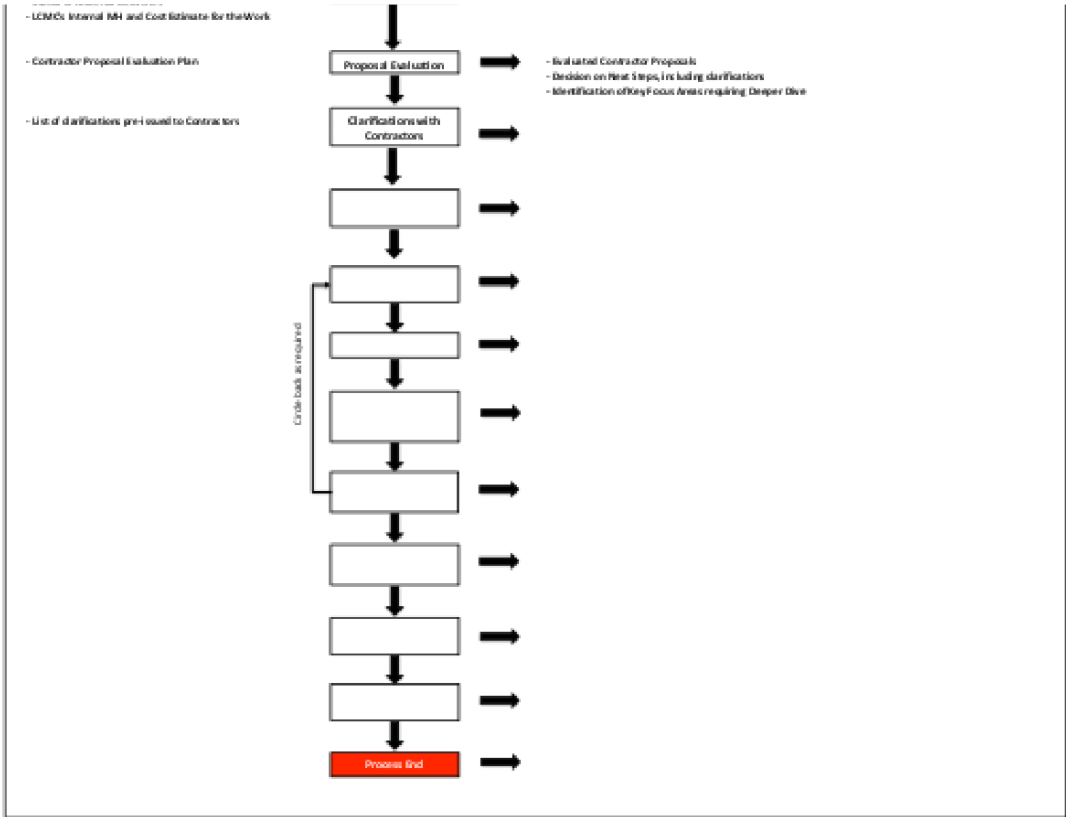 - LCMC's Internal MH and Cost Estimate for the Work
- Contractor Proposal Evaluation Plan
Proposal Evaluation
- Evaluated Contractor Proposals
- Decision on Next Steps, including clarifications
- Identification of Key Focus Areas requiring Deeper Dive
- List of clarifications pre-issued to Contractors
Clarifications with
Contractors
Circle-back as required
Process End